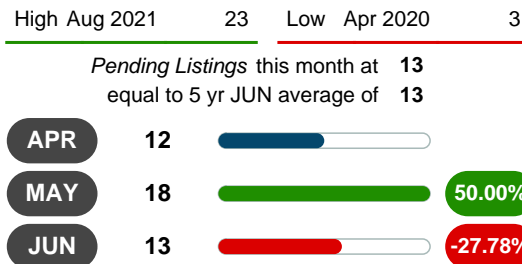 High Aug 2021 23 Low Apr 2020 3
Pending Listings this month at 13
equal to 5 yr JUN average of 13
APR 12
MAY 18 50.00%
JUN 13 -27.78%